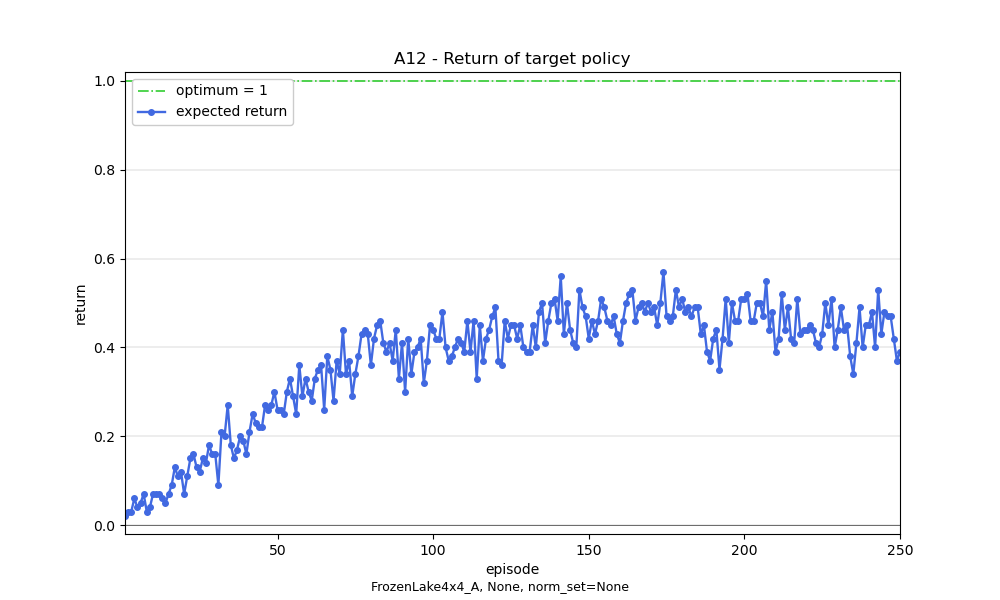 A12 - Return of target policy
optimum = 1
expected return
return
1.0
0.8
0.6
0.4
0.2
0.0
50
100
150
200
250
episode
FrozenLake4x4_A, None, norm_set=None